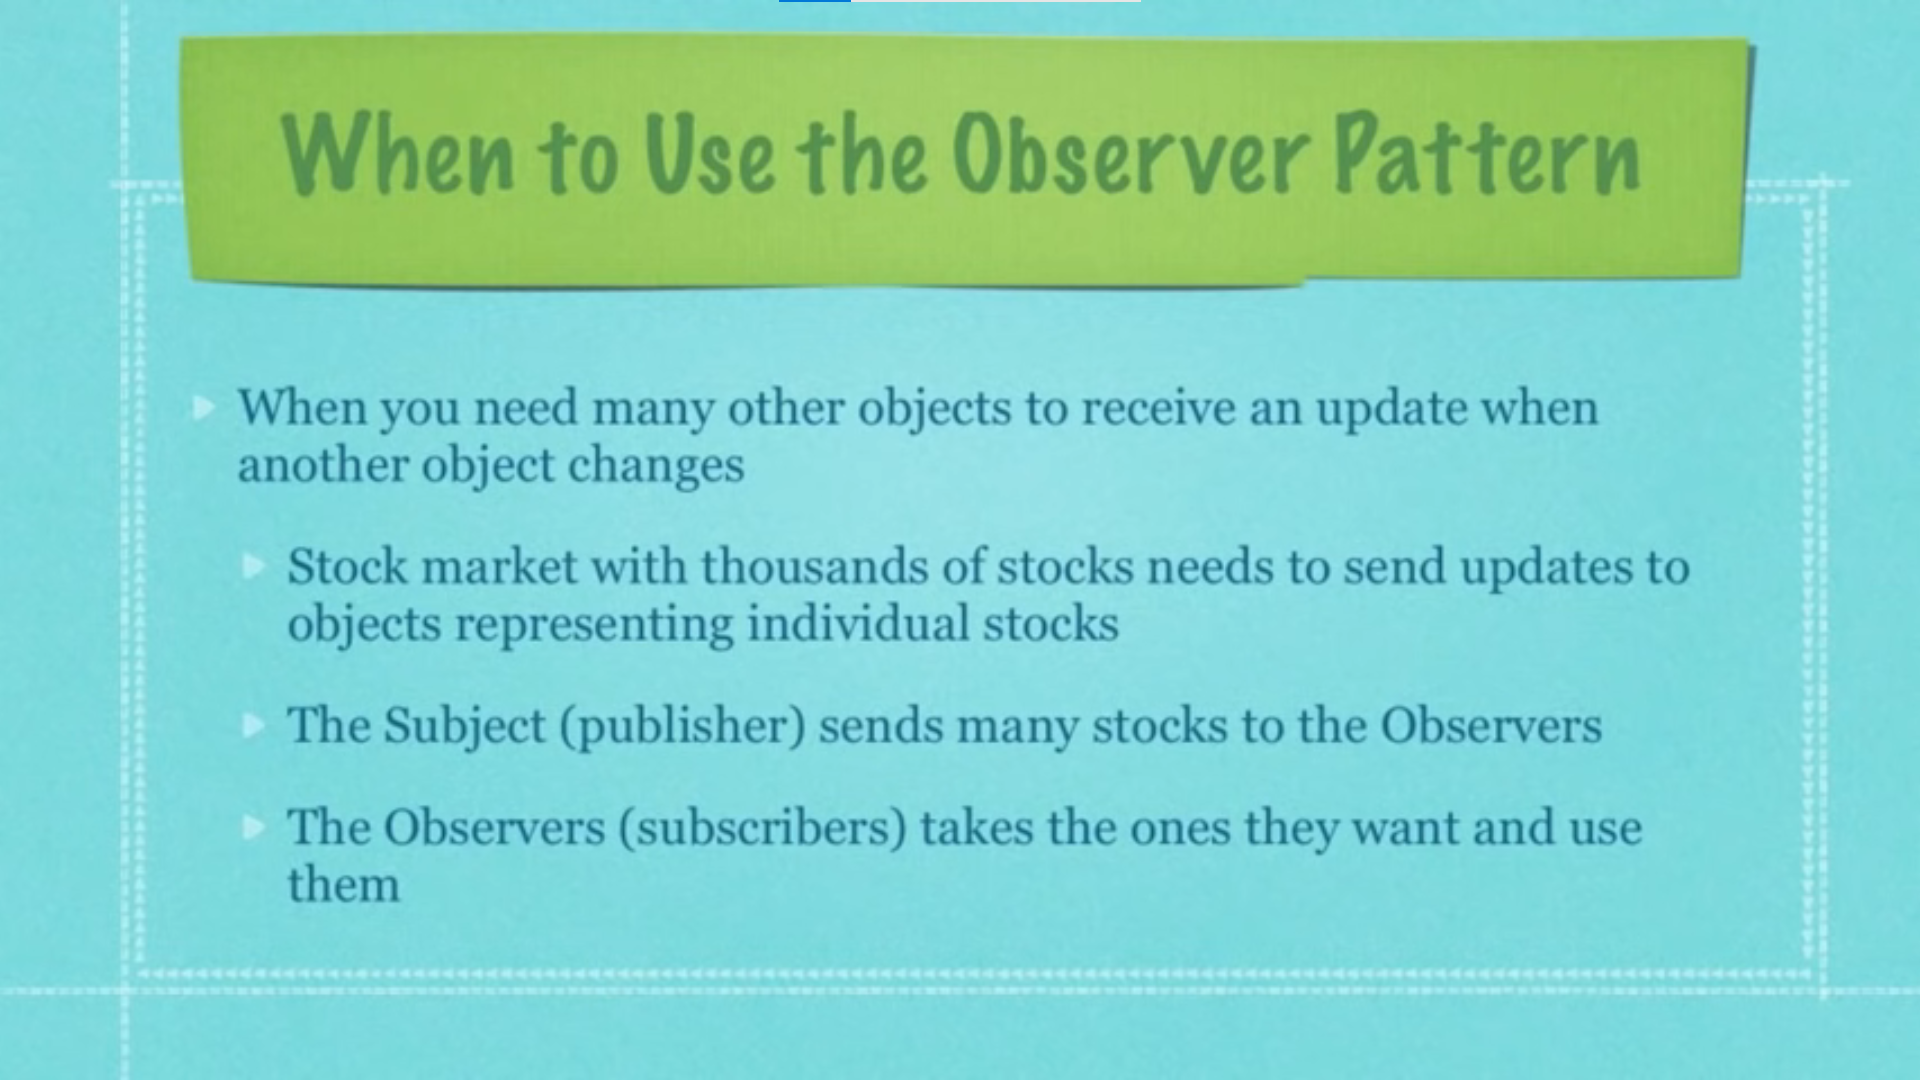 When to Use the Observer Pattern
When you need many other objects to receive an update when
another object changes
Stock market with thousands of stocks needs to send updates to
objects representing individual stocks
The Subject (publisher) sends many stocks to the Observers
The Observers (subscribers) takes the ones they want and use
them